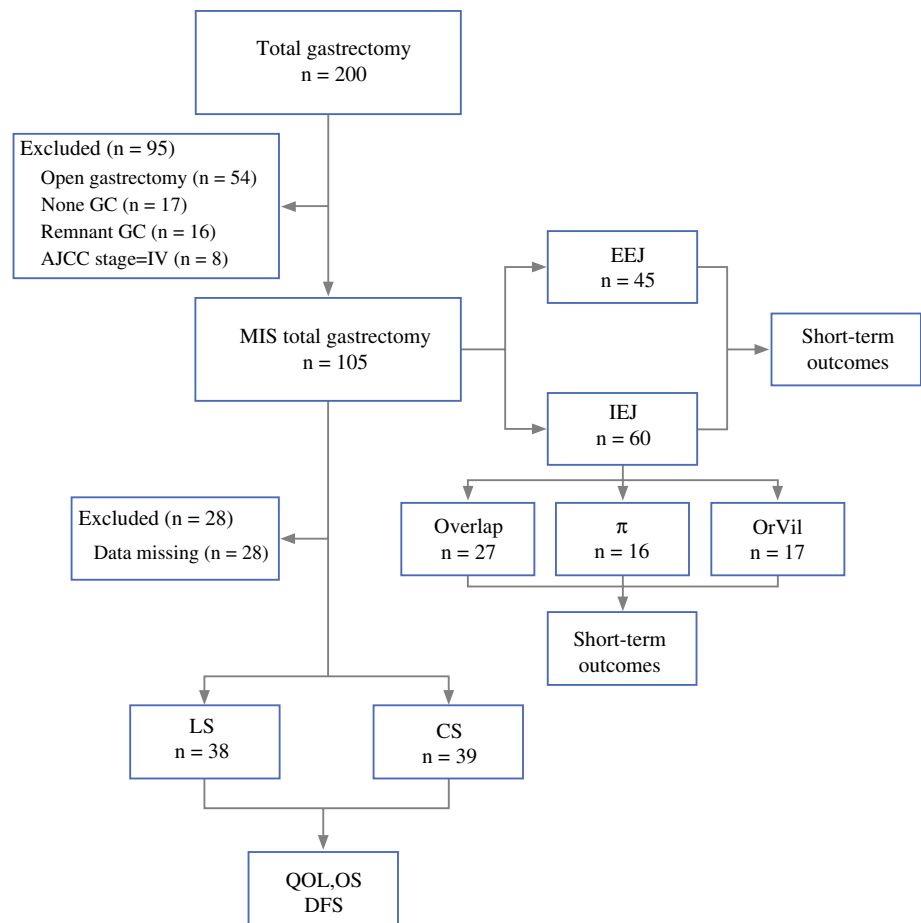 Total gastrectomy
n = 200
Excluded (n = 95)
Open gastrectomy (n = 54)
None GC (n = 17)
Remnant GC (n = 16)
AJCC stage=IV (n = 8)
MIS total gastrectomy
n = 105
EEJ
n = 45
IEJ
n = 60
Short-term
outcomes
Overlap
n = 27
π
n = 16
OrVil
n = 17
Short-term
outcomes
Excluded (n = 28)
Data missing (n = 28)
LS
n = 38
CS
n = 39
QOL,OS
DFS